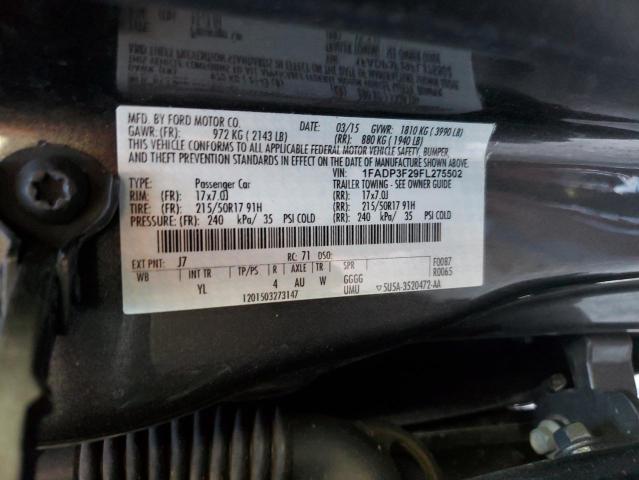 MFD. BY FORD MOTOR CO.
DATE: 03/15 GVWR: 1810 KG ( 3990 LB)
GAWR: (FR): 972 KG ( 2143 LB) (RR): 880 KG ( 1940 LB)
THIS VEHICLE CONFORMS TO ALL APPLICABLE FEDERAL MOTOR VEHICLE SAFETY, BUMPER,
AND THEFT PREVENTION STANDARDS IN EFFECT ON THE DATE OF MANUFACTURE SHOWN ABOVE.
VIN: 1FADP3F29FL275502
TYPE: Passenger Car TRAILER TOWING - SEE OWNER GUIDE
RIM: (FR): 17x7.0J (RR): 17x7.0J
TIRE: (FR): 215/50R17 91H (RR): 215/50R17 91H
PRESSURE: (FR): 240 kPa/ 35 PSI COLD (RR): 240 kPa/ 35 PSI COLD
EXT PNT: J7 RC: 71 DSO: F0087
WB INT TR TP/PS R AXLE TR SPR R0065
YL 4 AU W GGGG
UMU
1201503273147 ▽5U5A-3520472-AA